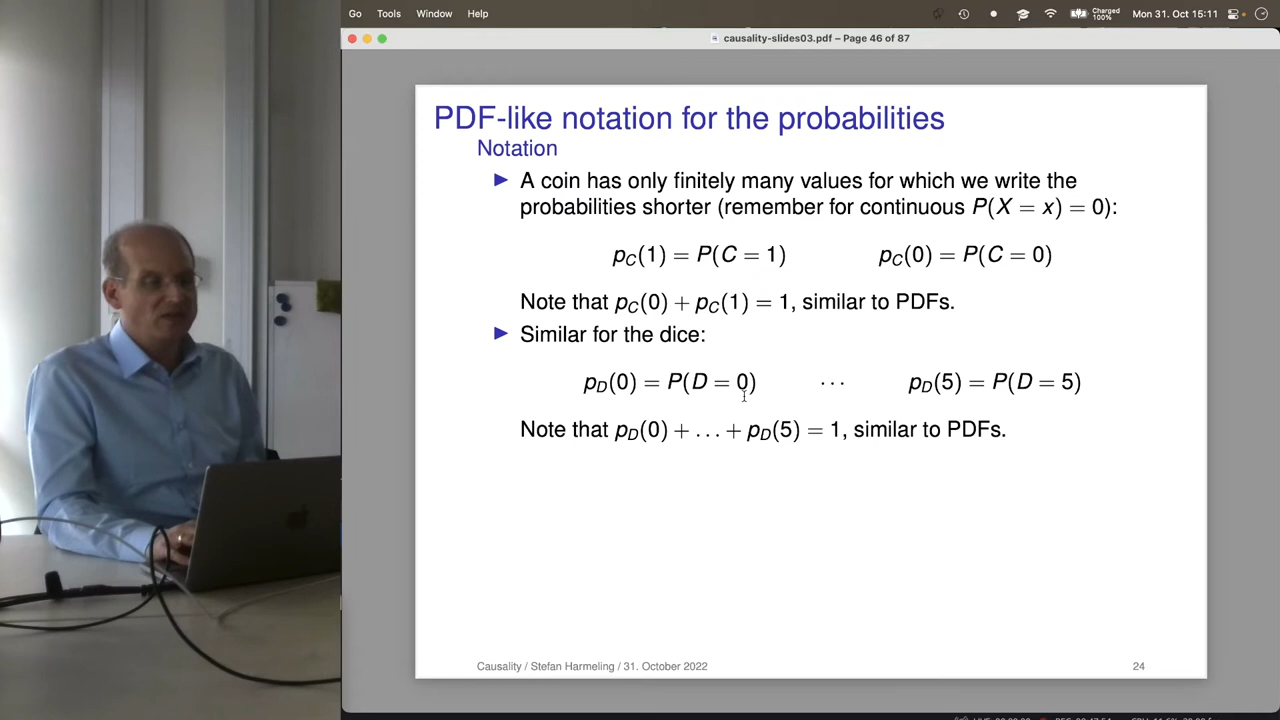 Go Tools Window Help
Charged 100% Mon 31. Oct 15:11
causality-slides03.pdf – Page 46 of 87
PDF-like notation for the probabilities
Notation
► A coin has only finitely many values for which we write the
probabilities shorter (remember for continuous P(X = x) = 0):
p_C(1) = P(C = 1) p_C(0) = P(C = 0)
Note that p_C(0) + p_C(1) = 1, similar to PDFs.
► Similar for the dice:
p_D(0) = P(D = 0) ⋯ p_D(5) = P(D = 5)
Note that p_D(0) + … + p_D(5) = 1, similar to PDFs.
Causality / Stefan Harmeling / 31. October 2022 24